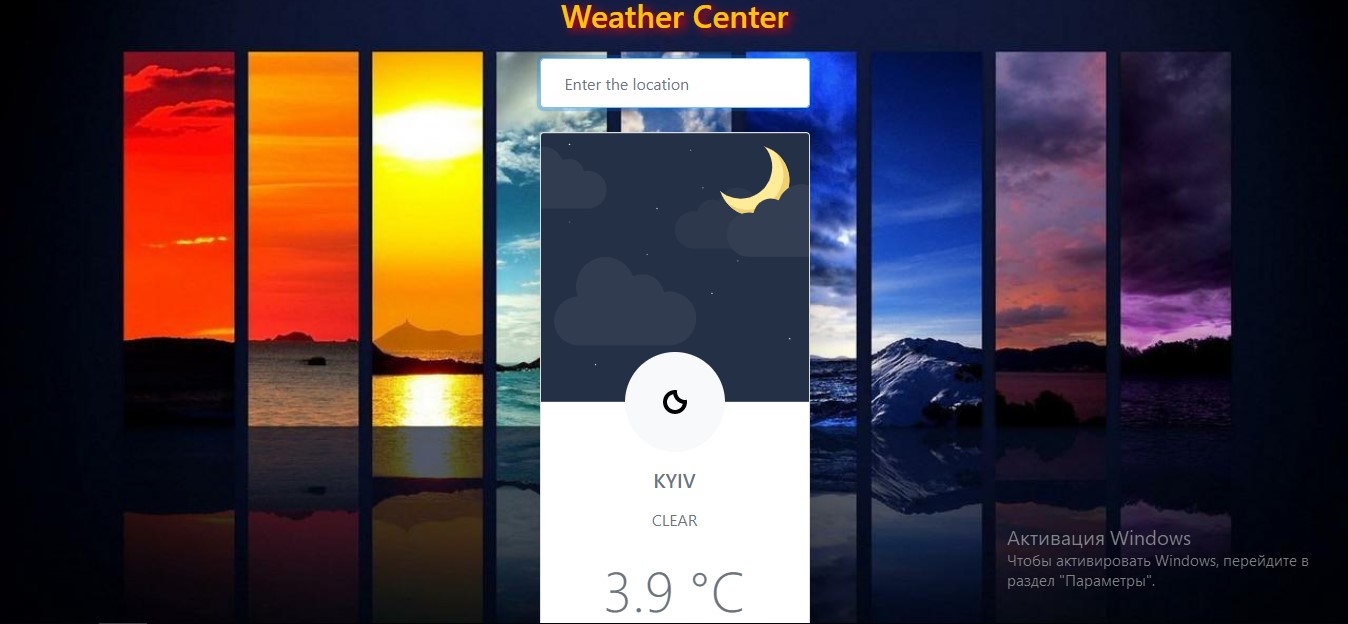 Weather Center
Enter the location
KYIV
CLEAR
3.9 °C
Активация Windows
Чтобы активировать Windows, перейдите в
раздел "Параметры".